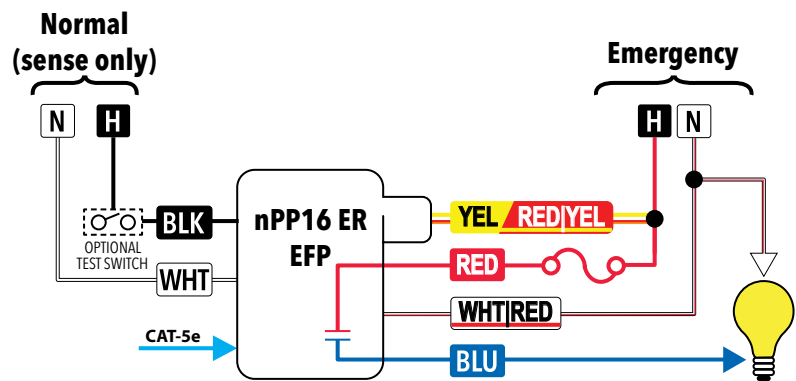 Normal
(sense only)
Emergency
N
H
H
N
BLK
nPP16 ER
EFP
YEL
RED|YEL
OPTIONAL
TEST SWITCH
WHT
RED
WHT|RED
CAT-5e
BLU